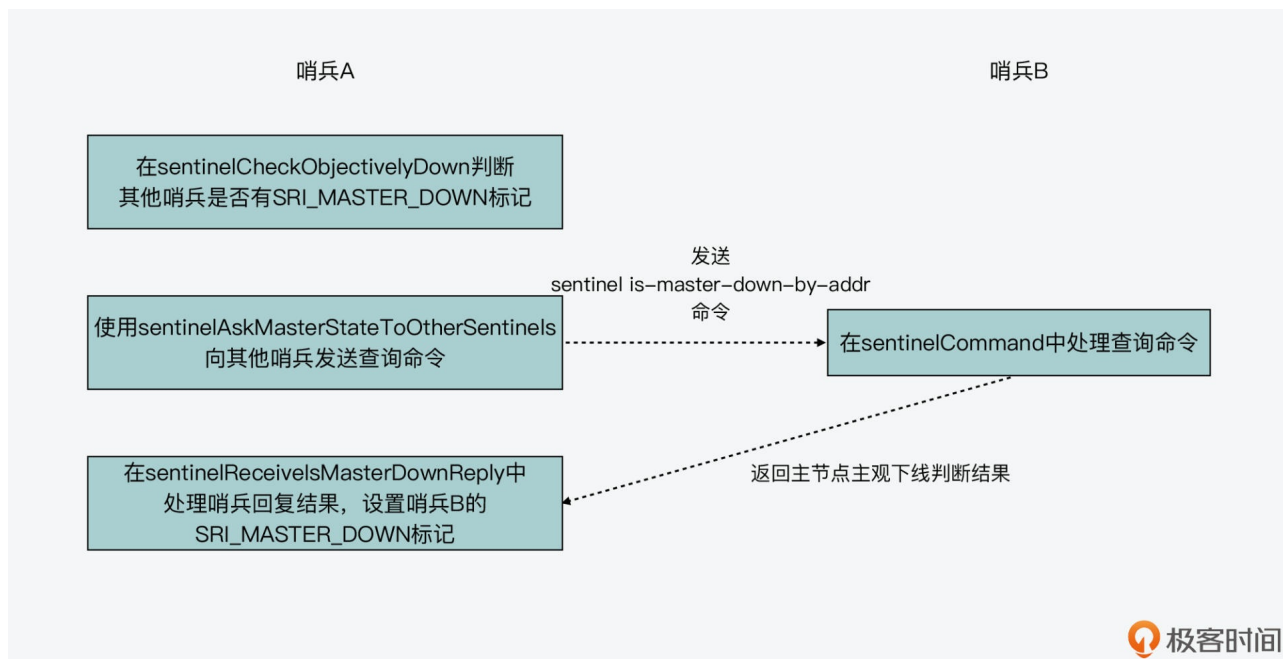 哨兵A
哨兵B
在sentinelCheckObjectivelyDown判断
其他哨兵是否有SRI_MASTER_DOWN标记
发送
sentinel is-master-down-by-addr
命令
使用sentinelAskMasterStateToOtherSentinels
向其他哨兵发送查询命令
在sentinelCommand中处理查询命令
在sentinelReceiveIsMasterDownReply中
处理哨兵回复结果，设置哨兵B的
SRI_MASTER_DOWN标记
返回主节点主观下线判断结果
极客时间